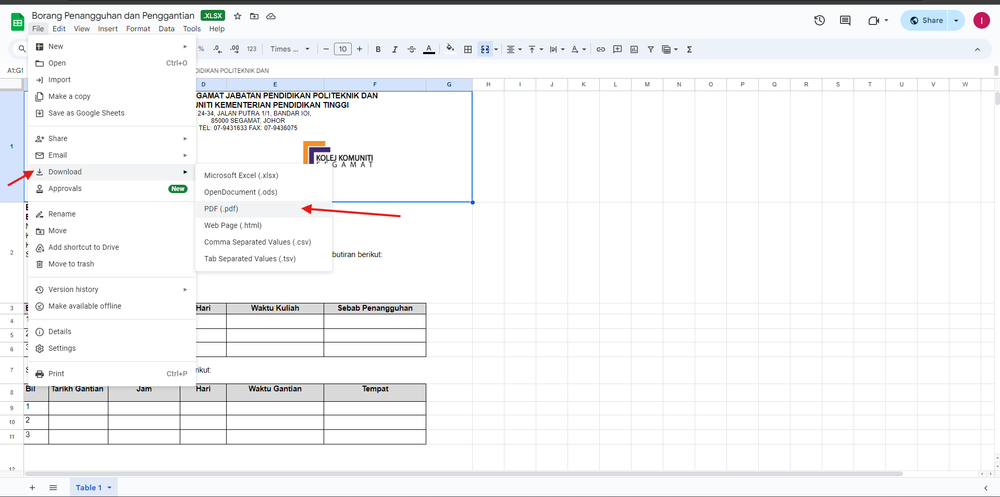 Borang Penangguhan dan Penggantian .XLSX
File Edit View Insert Format Data Tools Help
Share
I
% .0 .00 123 Times ... 10 B I A
A1:G1
DIDIKAN POLITEKNIK DAN
D E F G H I J K L M N O P Q R S T U V W
New
Open Ctrl+O
Import
Make a copy
Save as Google Sheets
Share
Email
Download
Approvals New
Rename
Move
Add shortcut to Drive
Move to trash
Version history
Make available offline
Details
Settings
Print Ctrl+P
Microsoft Excel (.xlsx)
OpenDocument (.ods)
PDF (.pdf)
Web Page (.html)
Comma Separated Values (.csv)
Tab Separated Values (.tsv)
1
GAMAT JABATAN PENDIDIKAN POLITEKNIK DAN
UNITI KEMENTERIAN PENDIDIKAN TINGGI
24-34, JALAN PUTRA 1/1, BANDAR IOI,
85000 SEGAMAT, JOHOR
TEL: 07-9431633 FAX: 07-9436075
KOLEJ KOMUNITI
SEGAMAT
2
butiran berikut:
3 Hari Waktu Kuliah Sebab Penangguhan
4 1
5 2
6 3
7 S rikut:
8 Bil Tarikh Gantian Jam Hari Waktu Gantian Tempat
9 1
10 2
11 3
12
Table 1